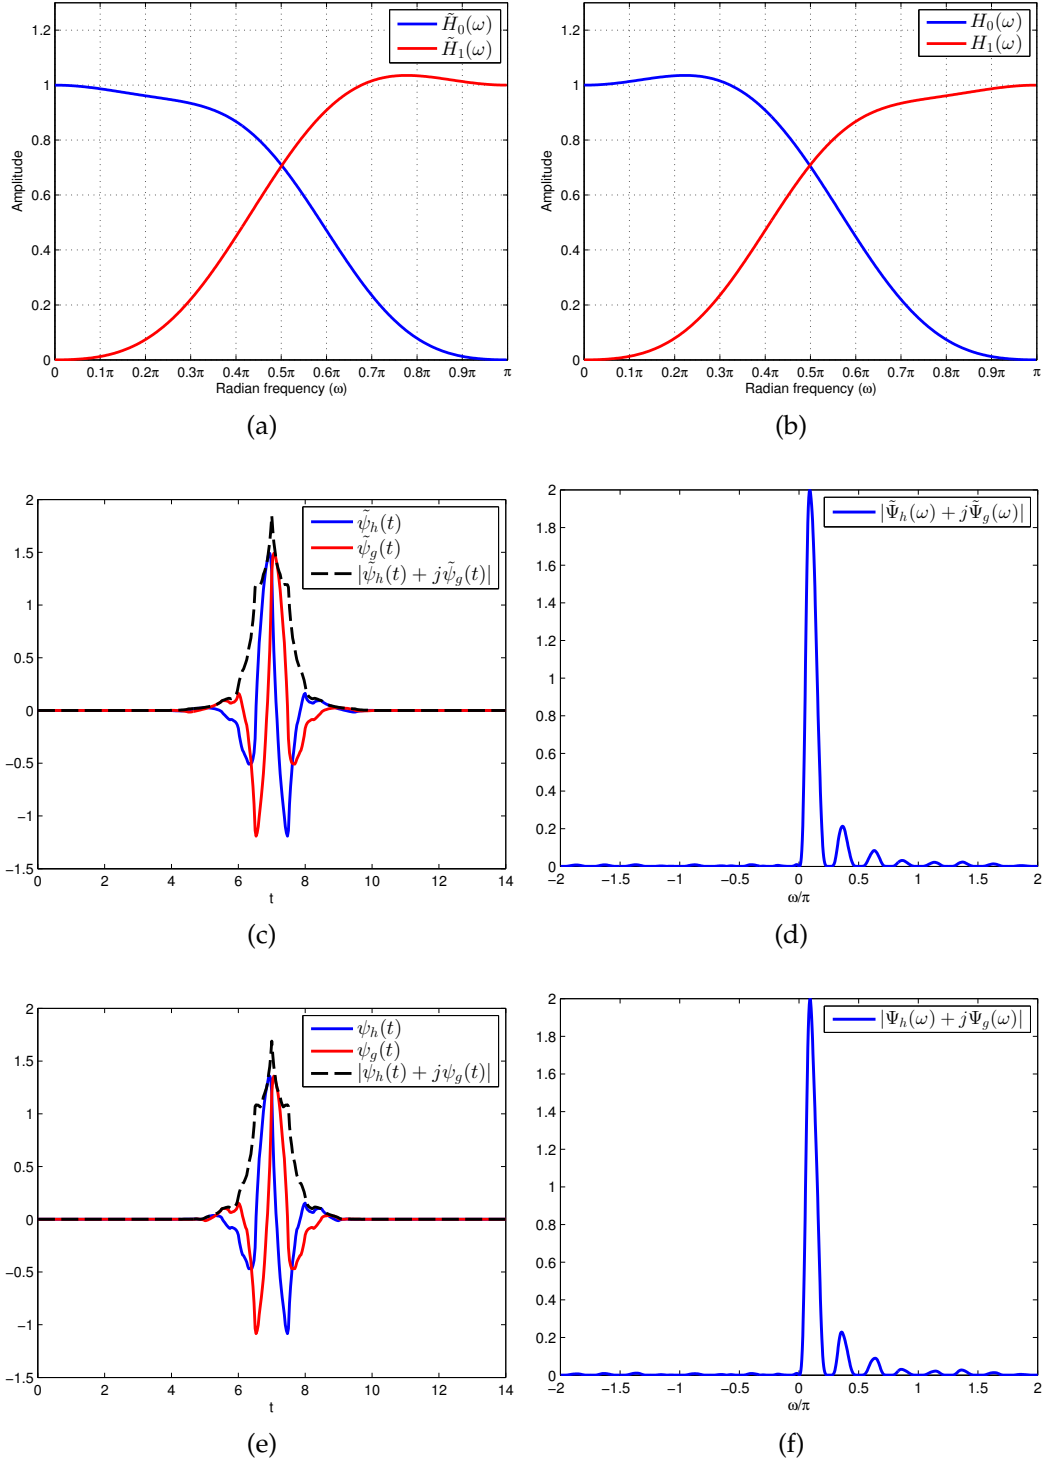 1.2
1
0.8
0.6
0.4
0.2
0
Amplitude
H̃₀(ω)
H̃₁(ω)
0 0.1π 0.2π 0.3π 0.4π 0.5π 0.6π 0.7π 0.8π 0.9π π
Radian frequency (ω)
(a)
1.2
1
0.8
0.6
0.4
0.2
0
Amplitude
H₀(ω)
H₁(ω)
0 0.1π 0.2π 0.3π 0.4π 0.5π 0.6π 0.7π 0.8π 0.9π π
Radian frequency (ω)
(b)
2
1.5
1
0.5
0
−0.5
−1
−1.5
ψ̃ₕ(t)
ψ̃g(t)
|ψ̃ₕ(t) + jψ̃g(t)|
0 2 4 6 8 10 12 14
t
(c)
2
1.8
1.6
1.4
1.2
1
0.8
0.6
0.4
0.2
0
|Ψ̃ₕ(ω) + jΨ̃g(ω)|
−2 −1.5 −1 −0.5 0 0.5 1 1.5 2
ω/π
(d)
2
1.5
1
0.5
0
−0.5
−1
−1.5
ψₕ(t)
ψg(t)
|ψₕ(t) + jψg(t)|
0 2 4 6 8 10 12 14
t
(e)
2
1.8
1.6
1.4
1.2
1
0.8
0.6
0.4
0.2
0
|Ψₕ(ω) + jΨg(ω)|
−2 −1.5 −1 −0.5 0 0.5 1 1.5 2
ω/π
(f)